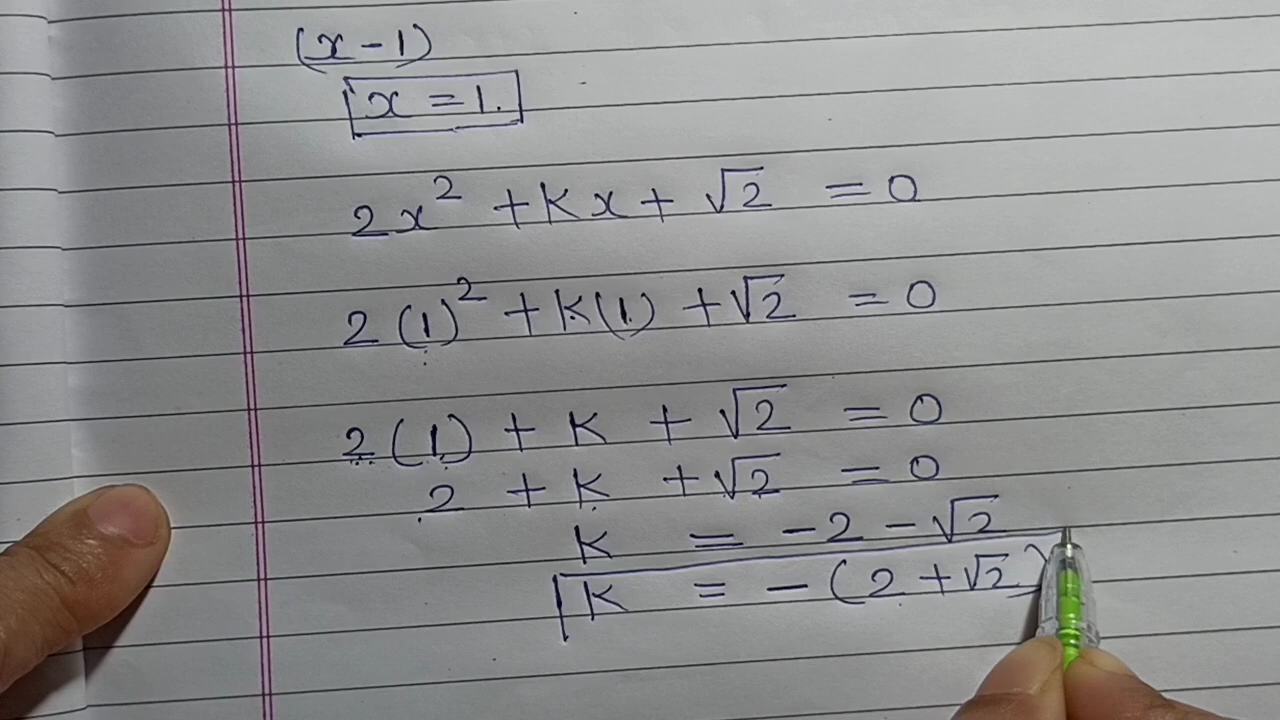 (x - 1)
x = 1.
2x² + Kx + √2 = 0
2(1)² + K(1) + √2 = 0
2(1) + K + √2 = 0
2 + K + √2 = 0
K = -2 - √2
K = -(2 + √2)